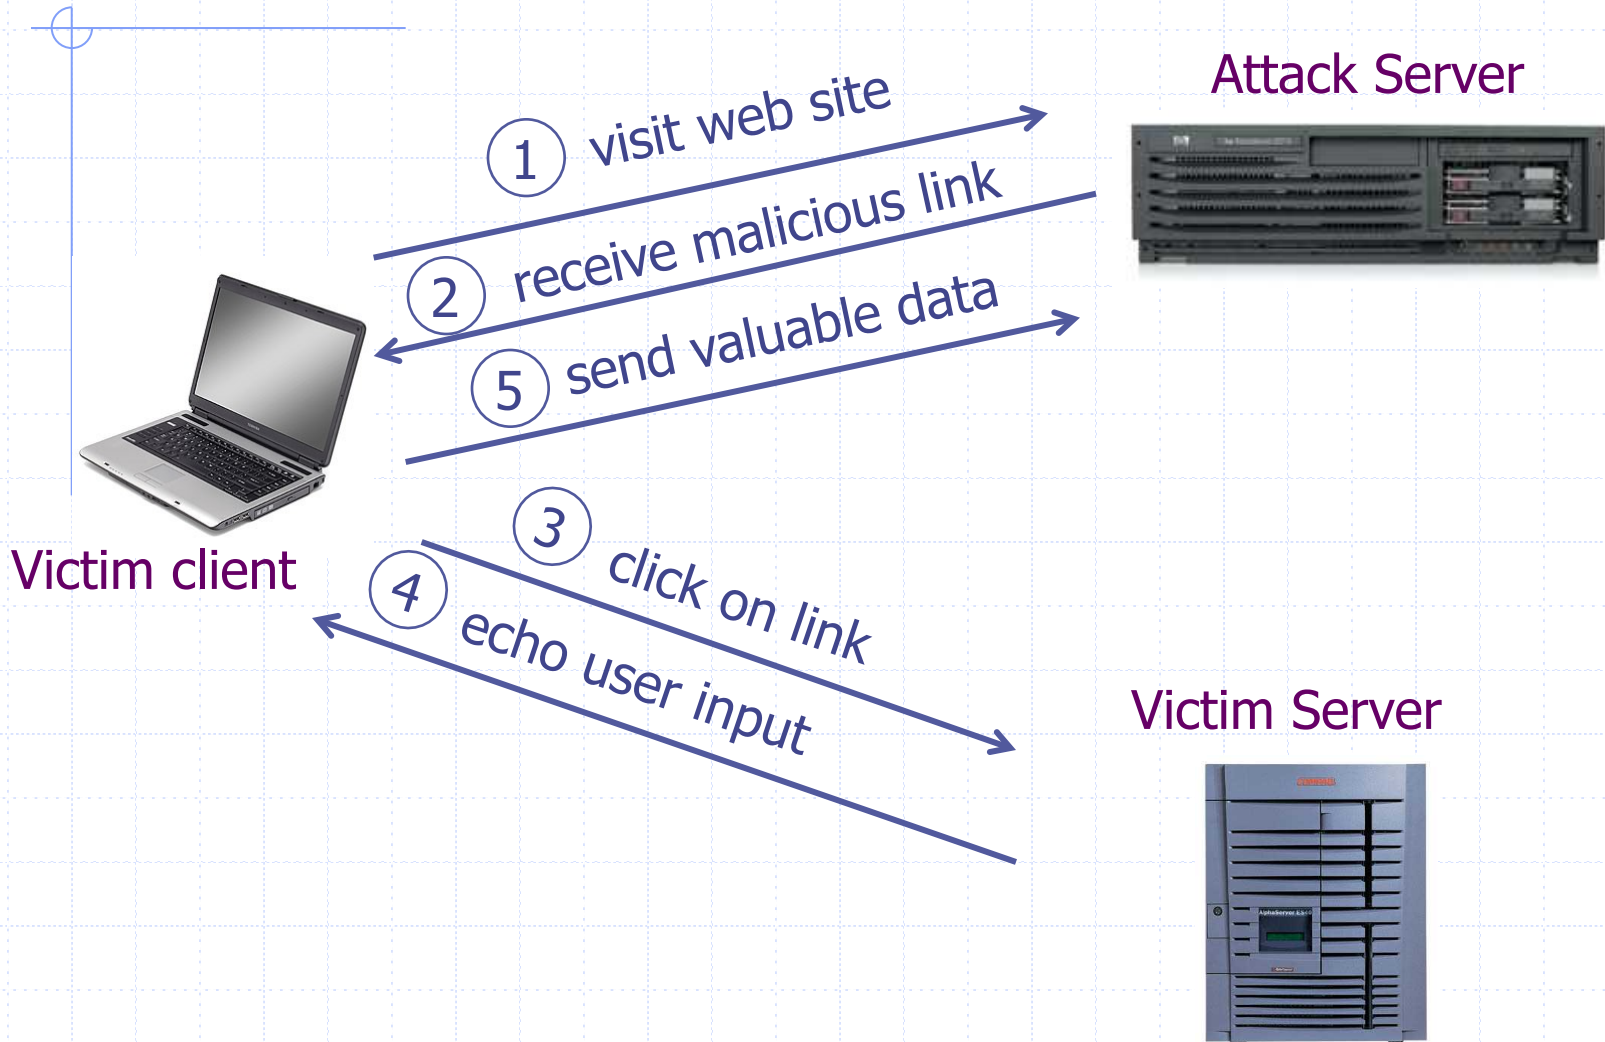 Attack Server
1 visit web site
2 receive malicious link
5 send valuable data
Victim client
3 click on link
4 echo user input
Victim Server
AlphaServer